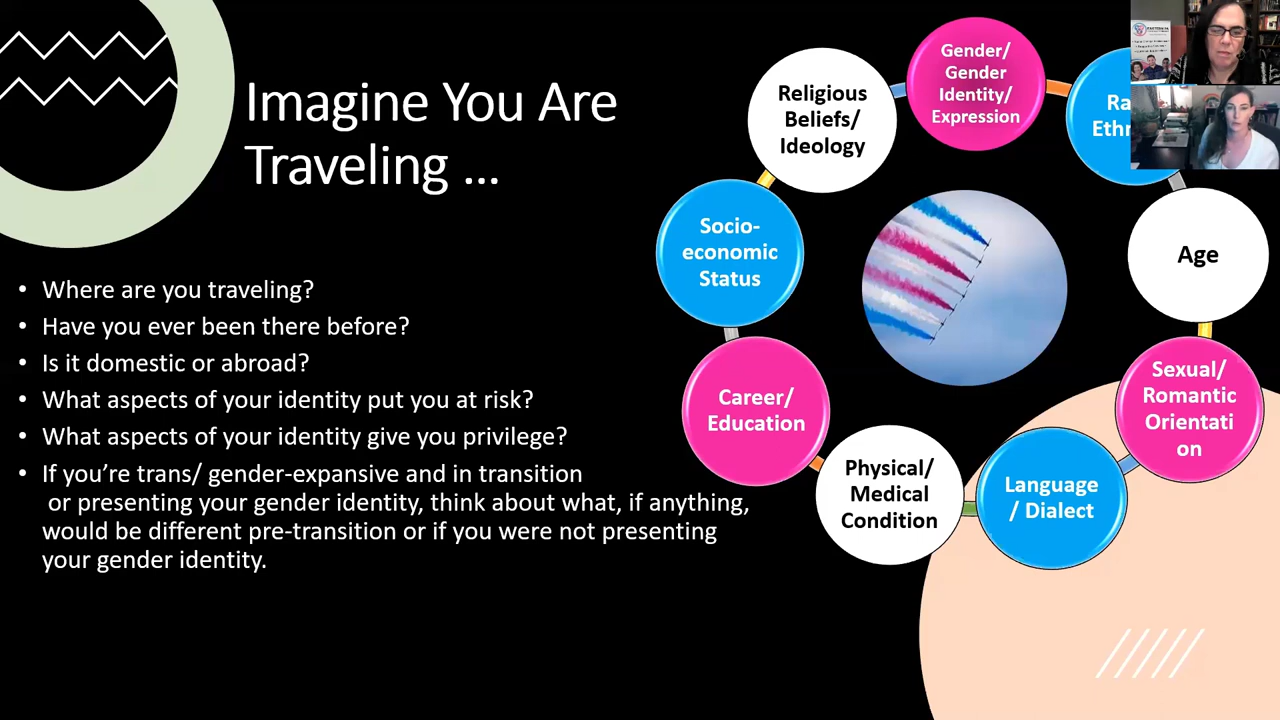 Imagine You Are
Traveling ...
• Where are you traveling?
• Have you ever been there before?
• Is it domestic or abroad?
• What aspects of your identity put you at risk?
• What aspects of your identity give you privilege?
• If you’re trans/ gender-expansive and in transition
or presenting your gender identity, think about what, if anything,
would be different pre-transition or if you were not presenting
your gender identity.
Gender/
Gender
Identity/
Expression
Age
Sexual/
Romantic
Orientati
on
Language
/ Dialect
Physical/
Medical
Condition
Career/
Education
Socio-
economic
Status
Religious
Beliefs/
Ideology